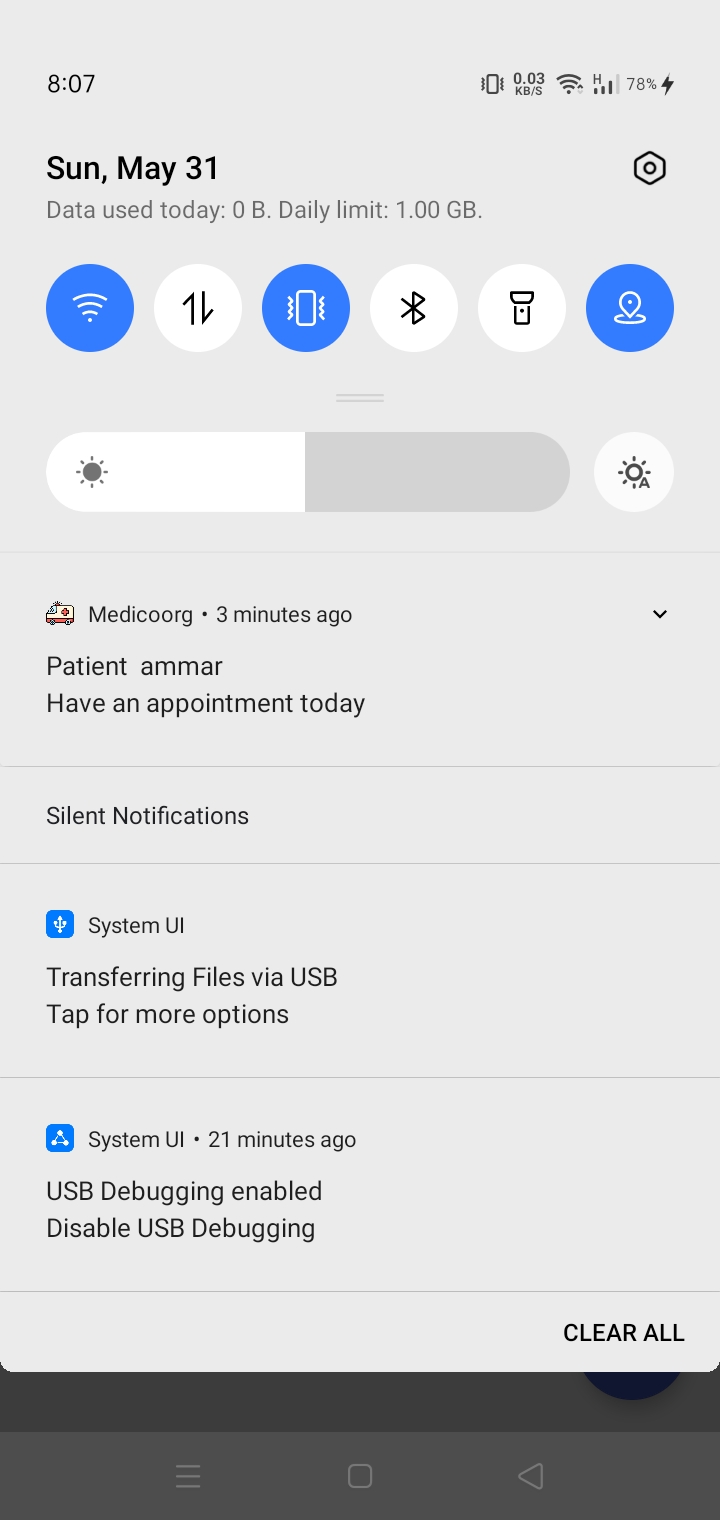 8:07
0.03
KB/S
H
78%
Sun, May 31
Data used today: 0 B. Daily limit: 1.00 GB.
A
Medicoorg • 3 minutes ago
Patient  ammar
Have an appointment today
Silent Notifications
System UI
Transferring Files via USB
Tap for more options
System UI • 21 minutes ago
USB Debugging enabled
Disable USB Debugging
CLEAR ALL